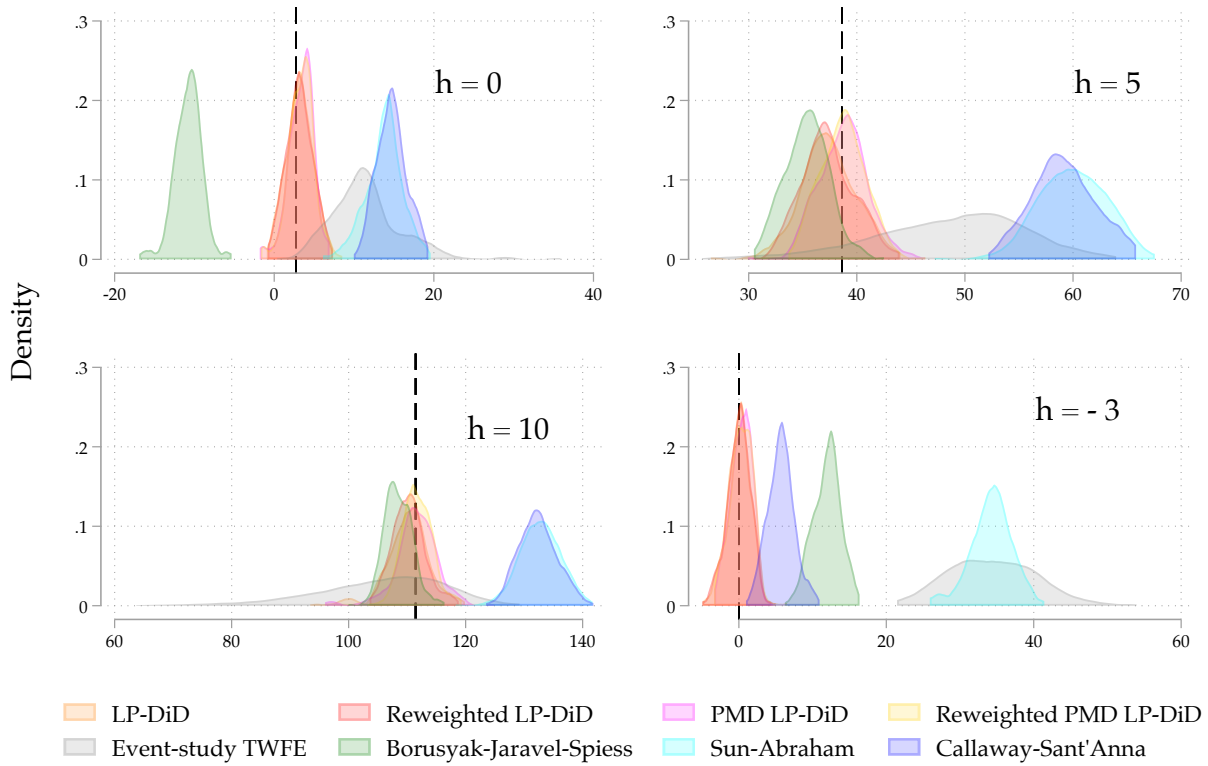 Density
.3
.2
.1
0
-20 0 20 40
h = 0
.3
.2
.1
0
30 40 50 60 70
h = 5
.3
.2
.1
0
60 80 100 120 140
h = 10
.3
.2
.1
0
0 20 40 60
h = - 3
LP-DiD Reweighted LP-DiD PMD LP-DiD Reweighted PMD LP-DiD
Event-study TWFE Borusyak-Jaravel-Spiess Sun-Abraham Callaway-Sant'Anna